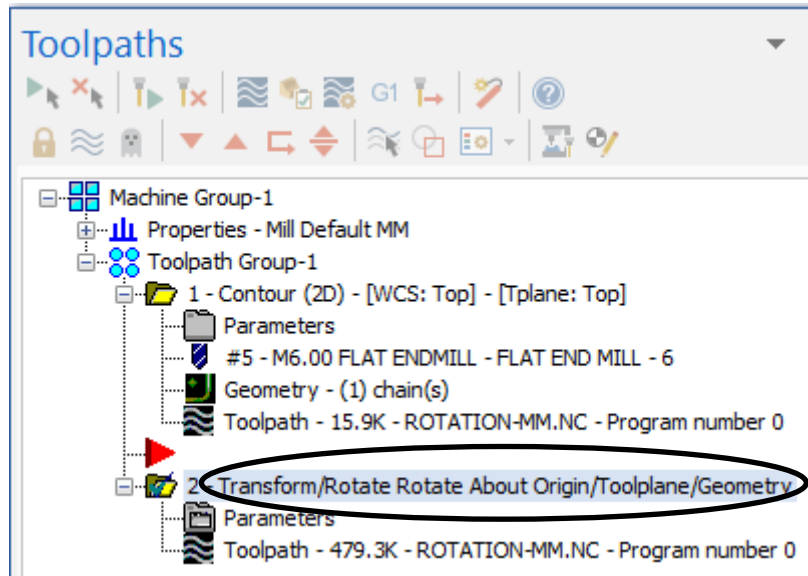 Toolpaths
G1
Machine Group-1
Properties - Mill Default MM
Toolpath Group-1
1 - Contour (2D) - [WCS: Top] - [Tplane: Top]
Parameters
#5 - M6.00 FLAT ENDMILL - FLAT END MILL - 6
Geometry - (1) chain(s)
Toolpath - 15.9K - ROTATION-MM.NC - Program number 0
2 - Transform/Rotate Rotate About Origin/Toolplane/Geometry
Parameters
Toolpath - 479.3K - ROTATION-MM.NC - Program number 0